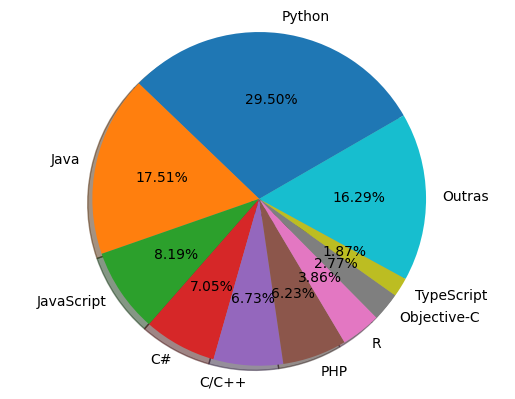 Python
29.50%
Java
17.51%
16.29%
Outras
8.19%
1.87%
2.77%
3.86%
7.05%
6.73%
6.23%
JavaScript
TypeScript
Objective-C
C#
R
C/C++
PHP